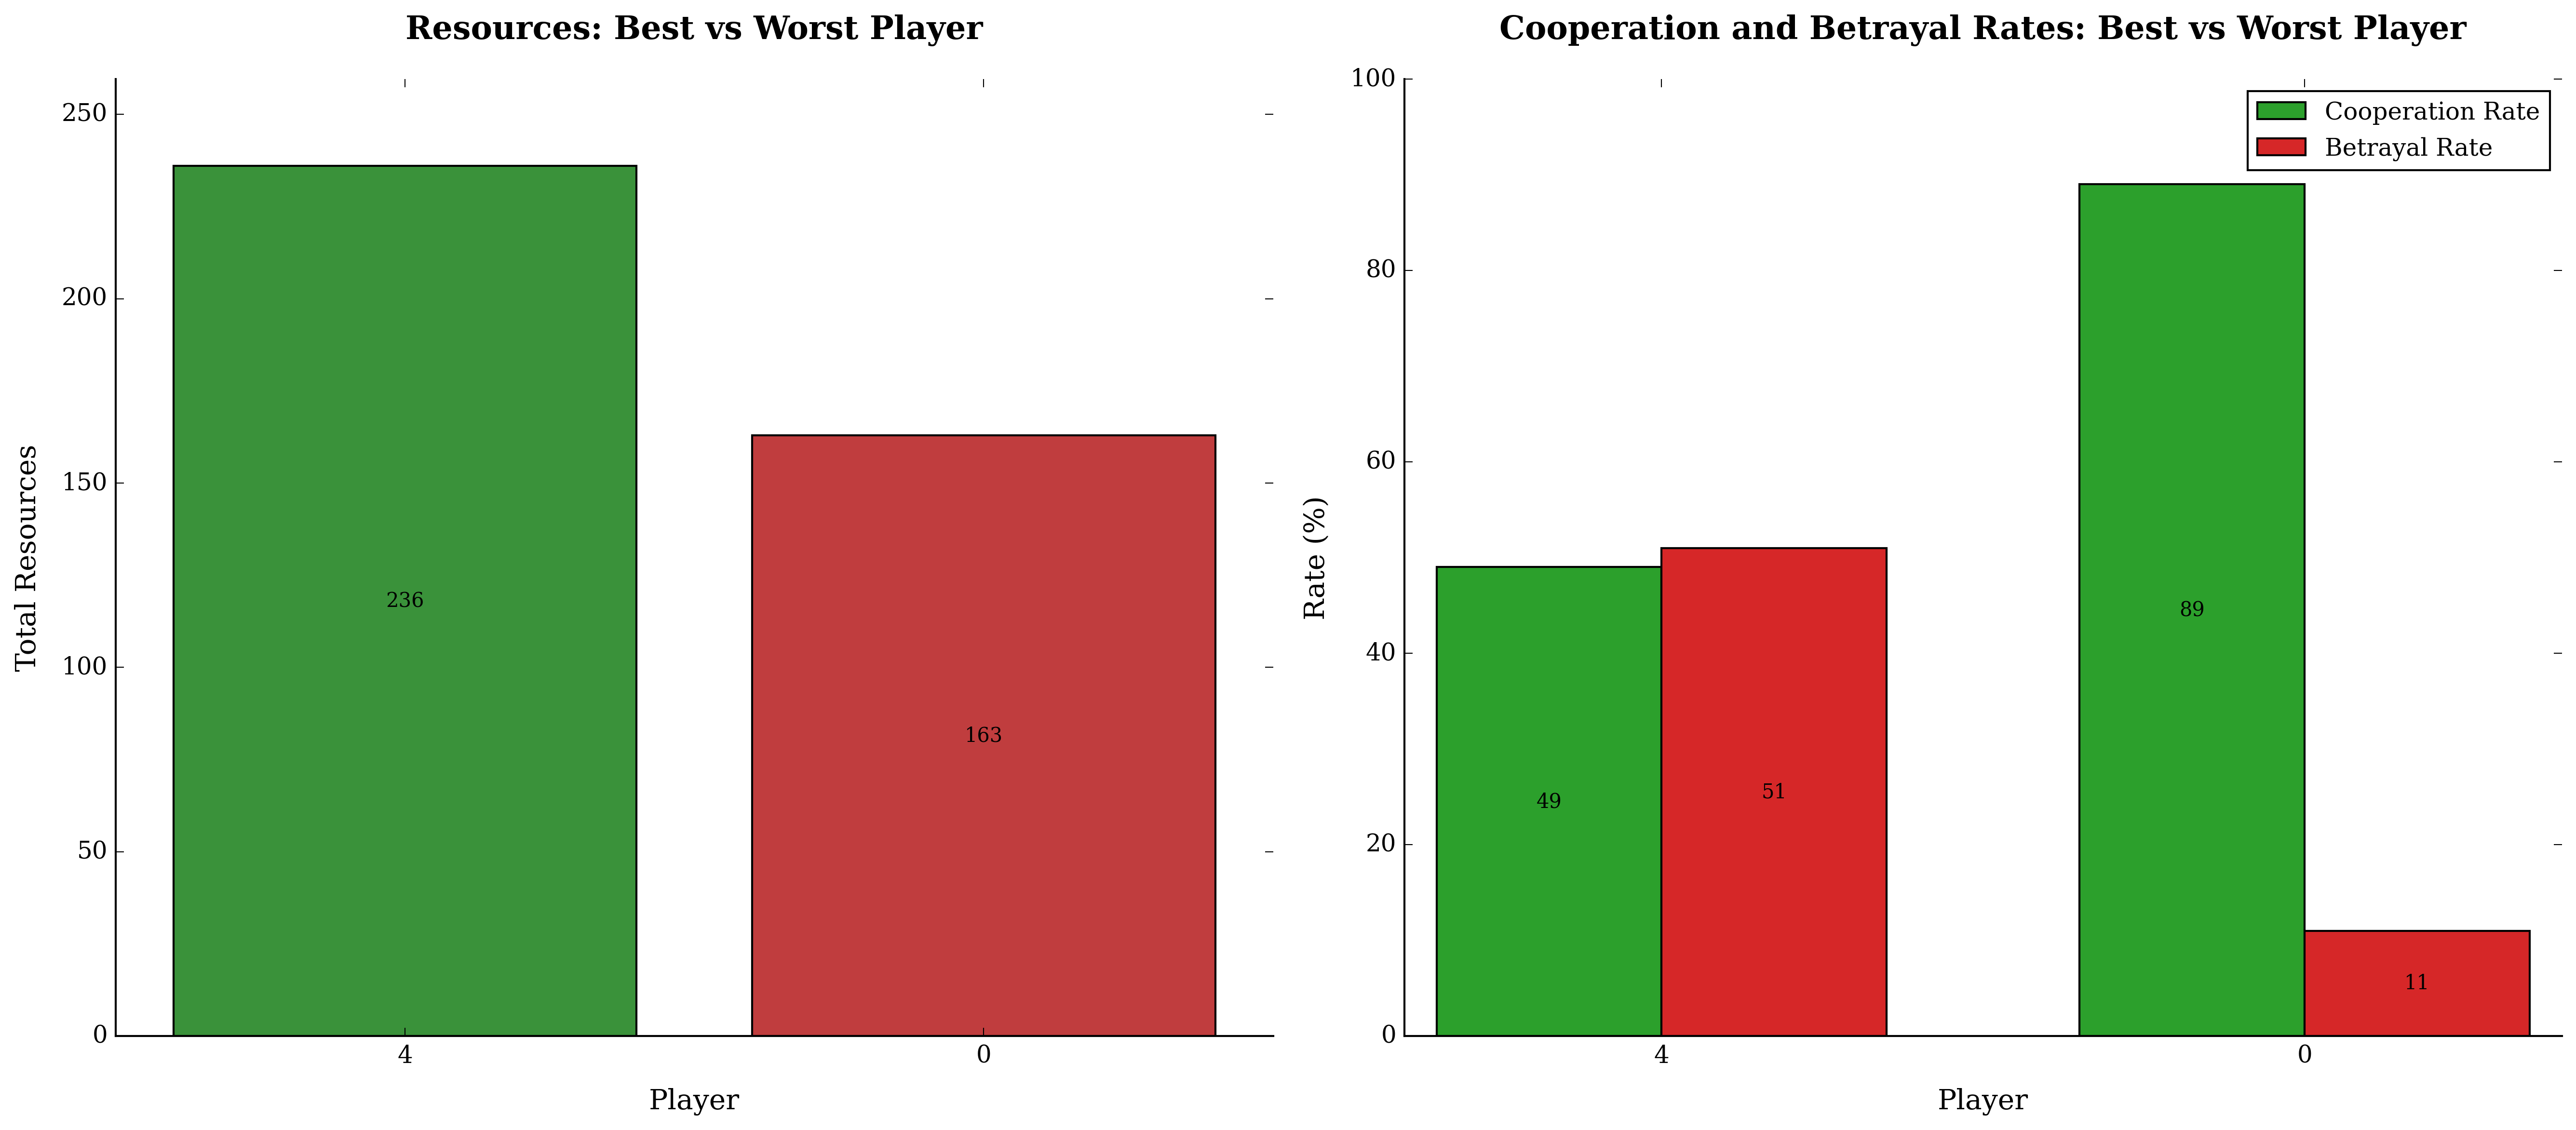 Resources: Best vs Worst Player
Total Resources
250
200
150
100
50
0
236
163
4
0
Player
Cooperation and Betrayal Rates: Best vs Worst Player
Rate (%)
100
80
60
40
20
0
Cooperation Rate
Betrayal Rate
49
51
89
11
4
0
Player